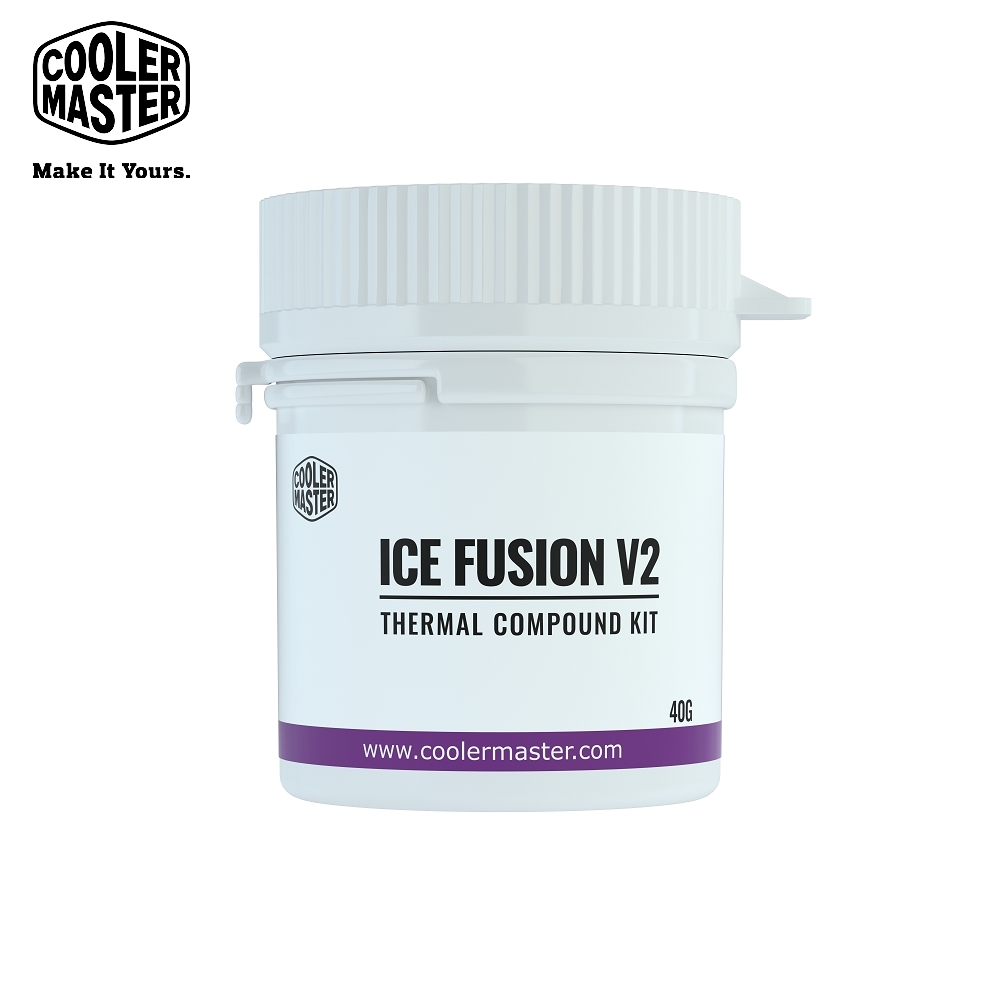 COOLER
MASTER
Make It Yours.
COOLER
MASTER
ICE FUSION V2
THERMAL COMPOUND KIT
40G
www.coolermaster.com